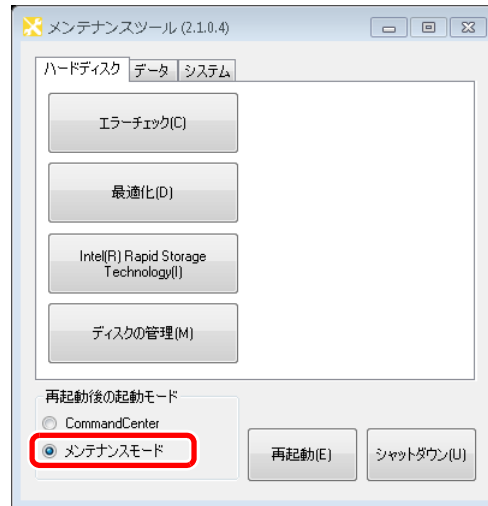 メンテナンスツール (2.1.0.4)
ハードディスク データ システム
エラーチェック(C)
最適化(D)
Intel(R) Rapid Storage
Technology(I)
ディスクの管理(M)
再起動後の起動モード
CommandCenter
メンテナンスモード
再起動(E) シャットダウン(U)